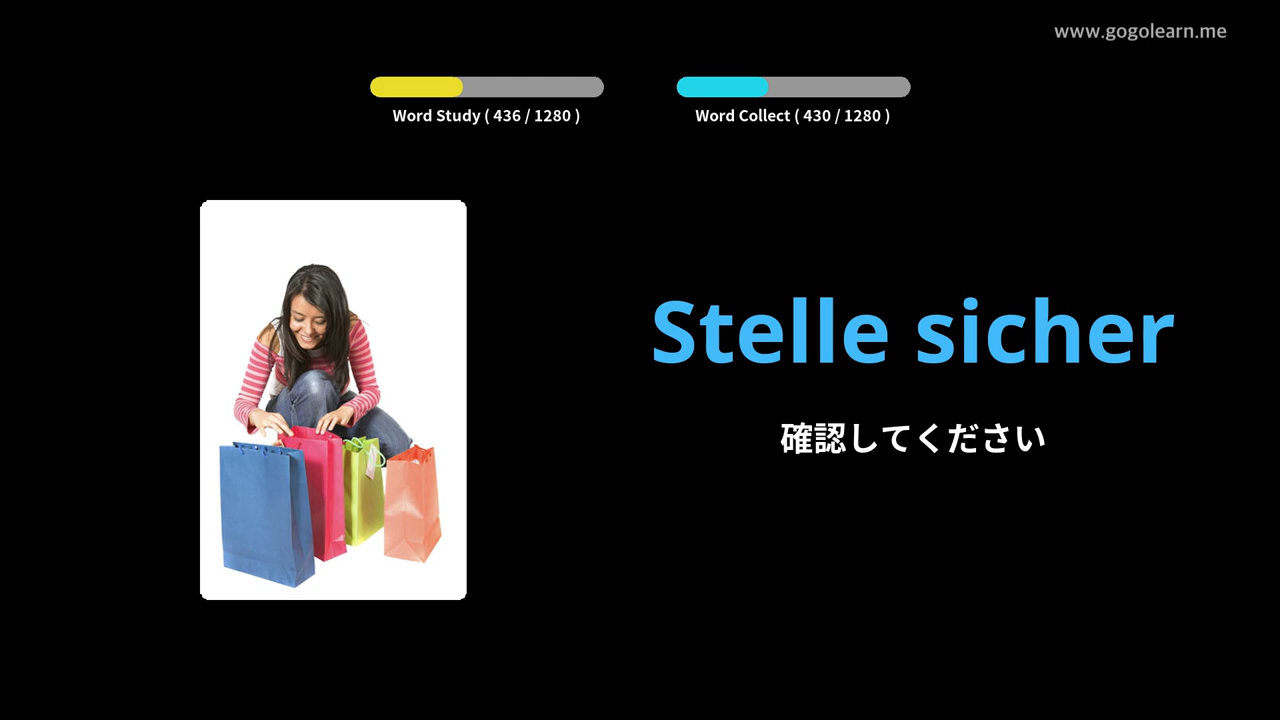 www.gogolearn.me
Word Study ( 436 / 1280 )
Word Collect ( 430 / 1280 )
Stelle sicher
確認してください